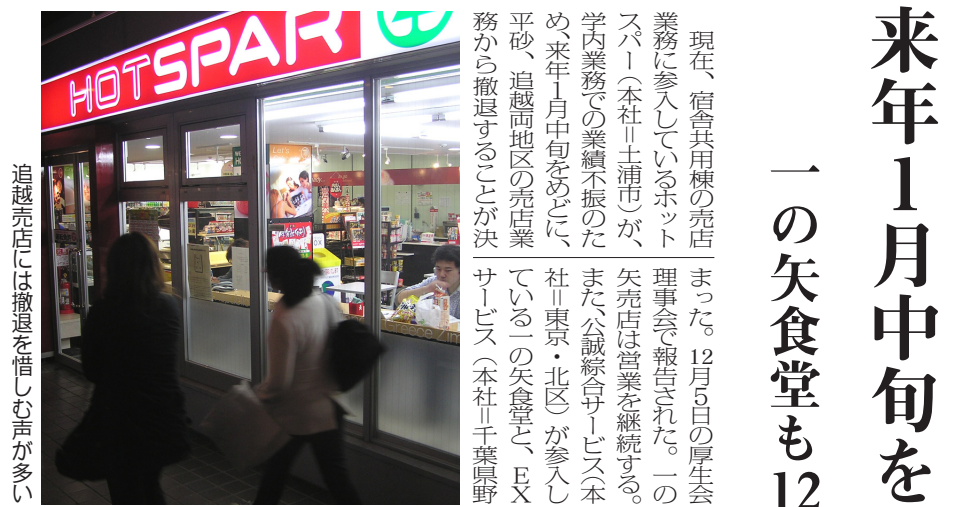 来年1月中旬を
一の矢食堂も12
現在、宿舎共用棟の売店
業務に参入しているホット
スパー(本社＝土浦市)が、
学内業務での業績不振のた
め、来年1月中旬をめどに、
平砂、追越両地区の売店業
務から撤退することが決
まった。12月5日の厚生会
理事会で報告された。一の
矢売店は営業を継続する。
また、公誠綜合サービス(本
社＝東京・北区)が参入し
ている一の矢食堂と、EX
サービス(本社＝千葉県野
HOTSPAR
追越売店には撤退を惜しむ声が多い